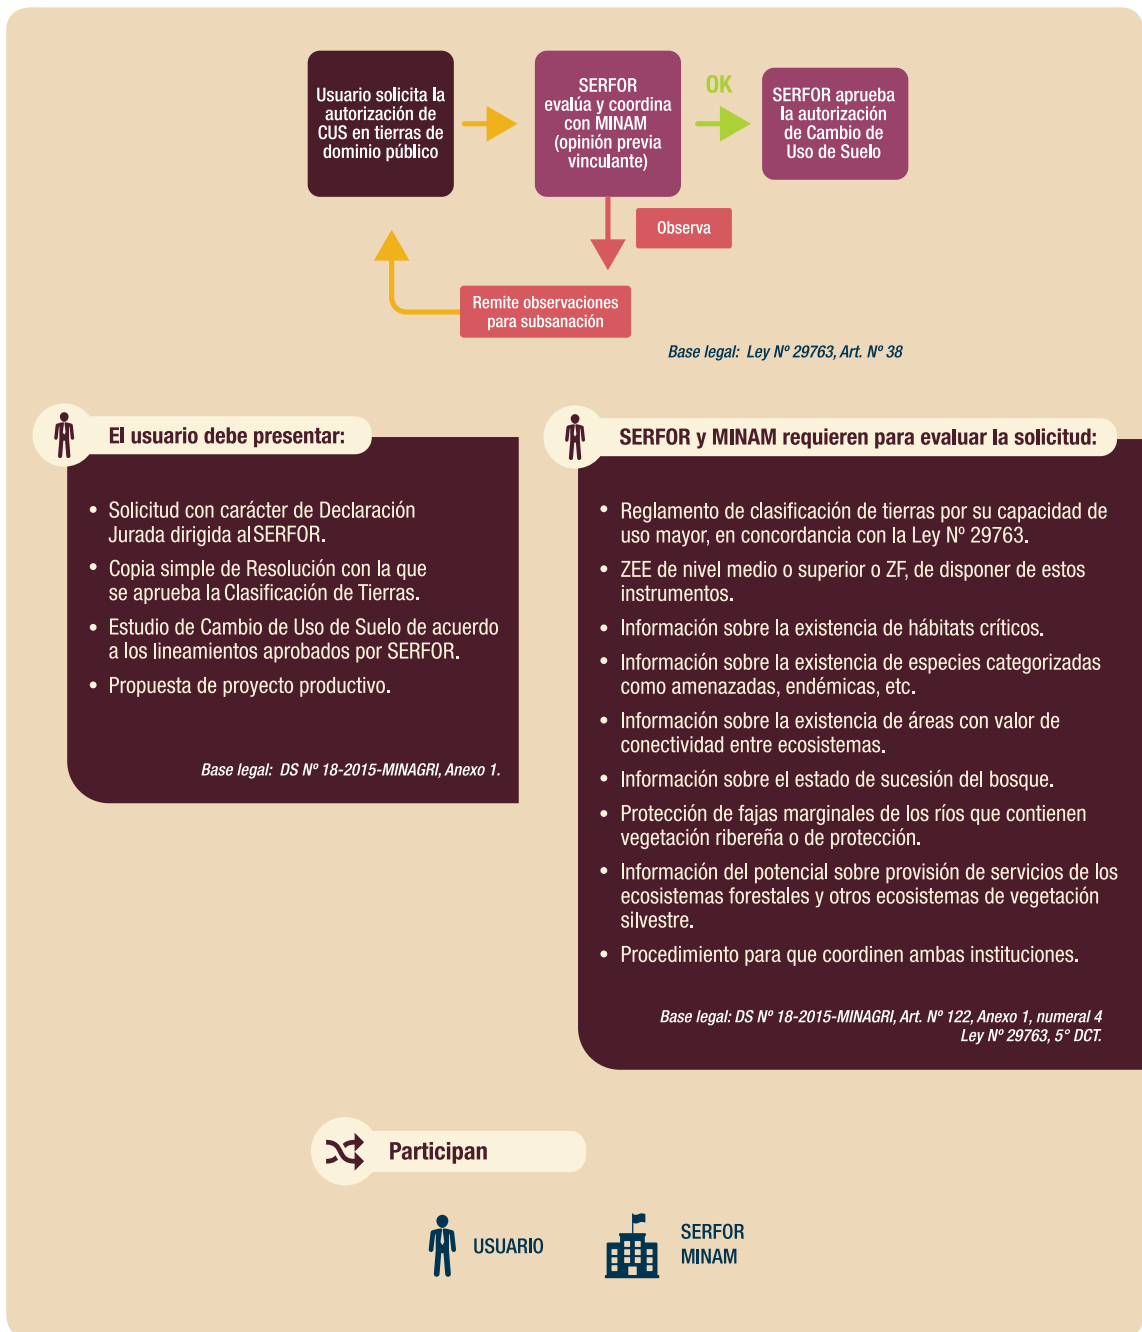 Usuario solicita la
autorización de
CUS en tierras de
dominio público
SERFOR
evalúa y coordina
con MINAM
(opinión previa
vinculante)
OK
SERFOR aprueba
la autorización
de Cambio de
Uso de Suelo
Observa
Remite observaciones
para subsanación
Base legal: Ley Nº 29763, Art. Nº 38
El usuario debe presentar:
• Solicitud con carácter de Declaración
Jurada dirigida al SERFOR.
• Copia simple de Resolución con la que
se aprueba la Clasificación de Tierras.
• Estudio de Cambio de Uso de Suelo de acuerdo
a los lineamientos aprobados por SERFOR.
• Propuesta de proyecto productivo.
Base legal: DS Nº 18-2015-MINAGRI, Anexo 1.
SERFOR y MINAM requieren para evaluar la solicitud:
• Reglamento de clasificación de tierras por su capacidad de
uso mayor, en concordancia con la Ley Nº 29763.
• ZEE de nivel medio o superior o ZF, de disponer de estos
instrumentos.
• Información sobre la existencia de hábitats críticos.
• Información sobre la existencia de especies categorizadas
como amenazadas, endémicas, etc.
• Información sobre la existencia de áreas con valor de
conectividad entre ecosistemas.
• Información sobre el estado de sucesión del bosque.
• Protección de fajas marginales de los ríos que contienen
vegetación ribereña o de protección.
• Información del potencial sobre provisión de servicios de los
ecosistemas forestales y otros ecosistemas de vegetación
silvestre.
• Procedimiento para que coordinen ambas instituciones.
Base legal: DS Nº 18-2015-MINAGRI, Art. Nº 122, Anexo 1, numeral 4
Ley Nº 29763, 5° DCT.
Participan
USUARIO
SERFOR
MINAM